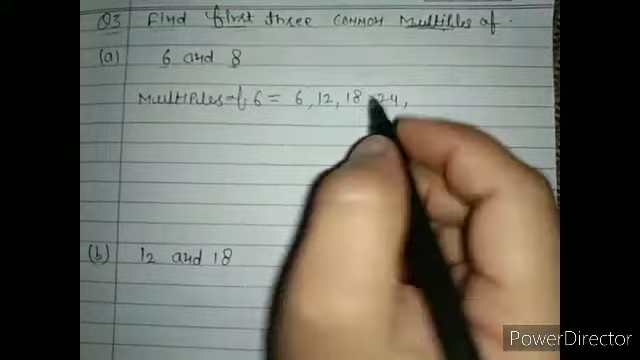 Q3 Find first three common multiples of.
(a) 6 and 8
Multiples of 6 = 6, 12, 18, 24,
(b) 12 and 18
PowerDirector